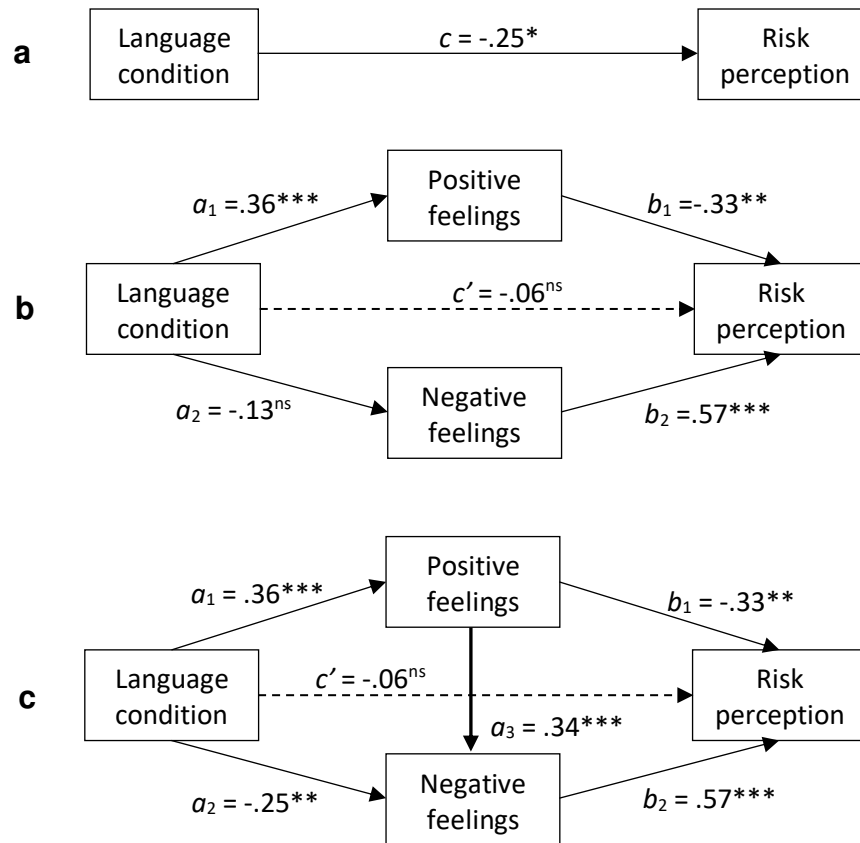 a
Language
condition
c = -.25*
Risk
perception
b
Positive
feelings
a₁ =.36***
b₁ =-.33**
Language
condition
c’ = -.06ⁿˢ
Risk
perception
a₂ = -.13ⁿˢ
Negative
feelings
b₂ = .57***
c
Positive
feelings
a₁ = .36***
b₁ = -.33**
Language
condition
c’ = -.06ⁿˢ
Risk
perception
a₃ = .34***
a₂ = -.25**
Negative
feelings
b₂ = .57***